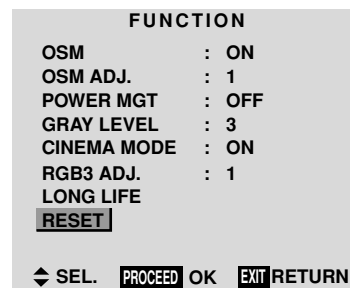 FUNCTION
OSM : ON
OSM ADJ. : 1
POWER MGT : OFF
GRAY LEVEL : 3
CINEMA MODE : ON
RGB3 ADJ. : 1
LONG LIFE
RESET
SEL. PROCEED OK EXIT RETURN